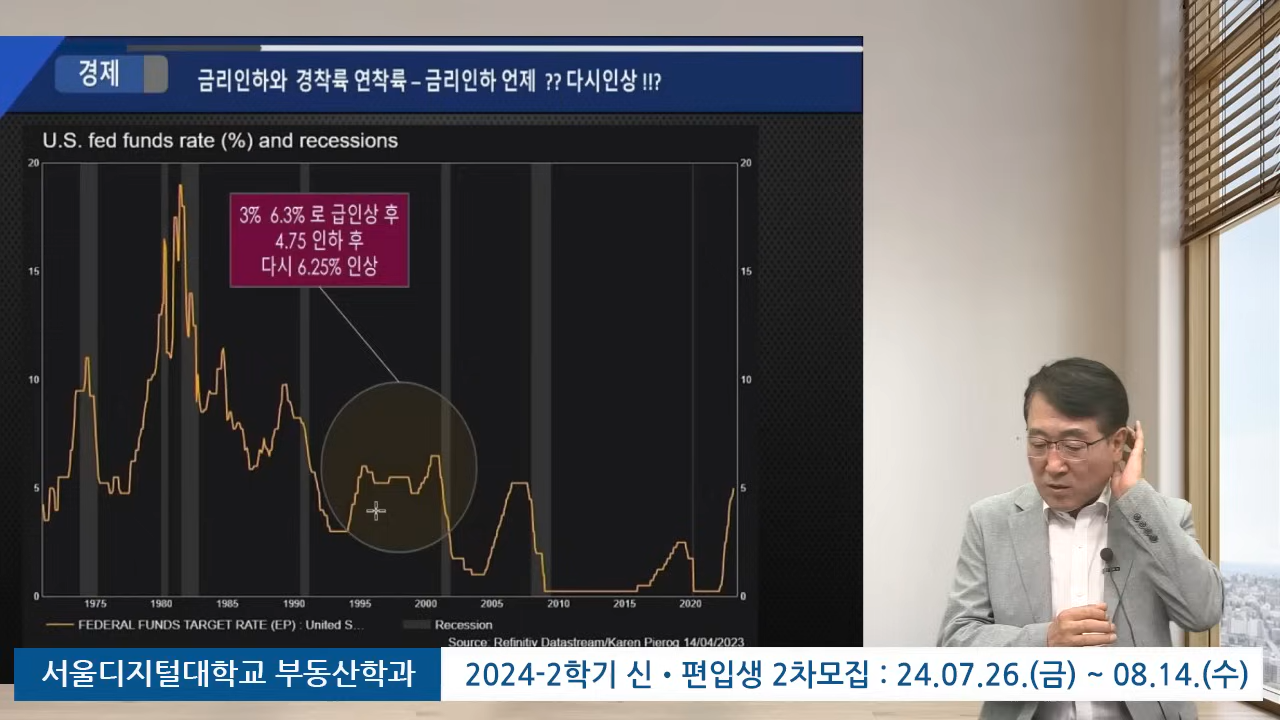 경제
금리인하와 경착륙 연착륙 – 금리인하 언제 ?? 다시인상 !!?
U.S. fed funds rate (%) and recessions
20
20
3% 6.3% 로 급인상 후
4.75 인하 후
다시 6.25% 인상
15
15
10
10
5
5
0
0
1975 1980 1985 1990 1995 2000 2005 2010 2015 2020
FEDERAL FUNDS TARGET RATE (EP) : United S... Recession
Source: Refinitiv Datastream/Karen Pierog 14/04/2023
서울디지털대학교 부동산학과
2024-2학기 신・편입생 2차모집 : 24.07.26.(금) ~ 08.14.(수)